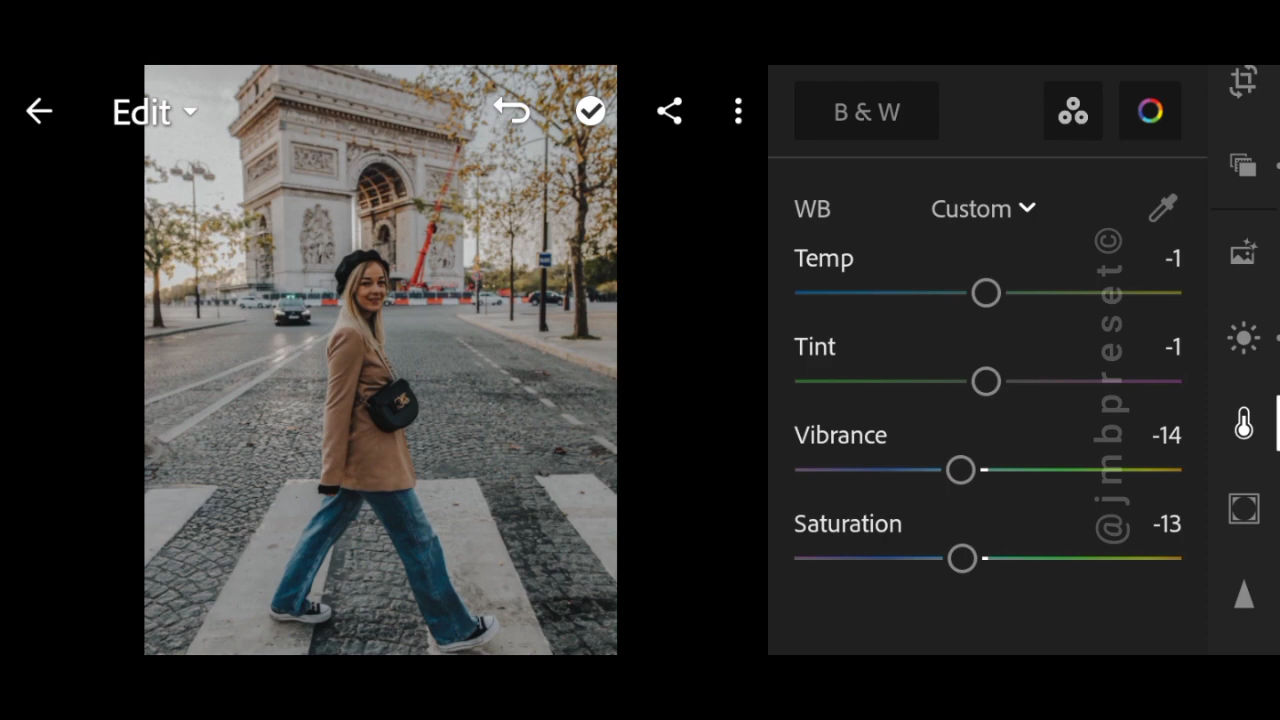 Edit
B & W
WB
Custom
Temp
-1
Tint
-1
Vibrance
-14
Saturation
-13
@jmbpreset©